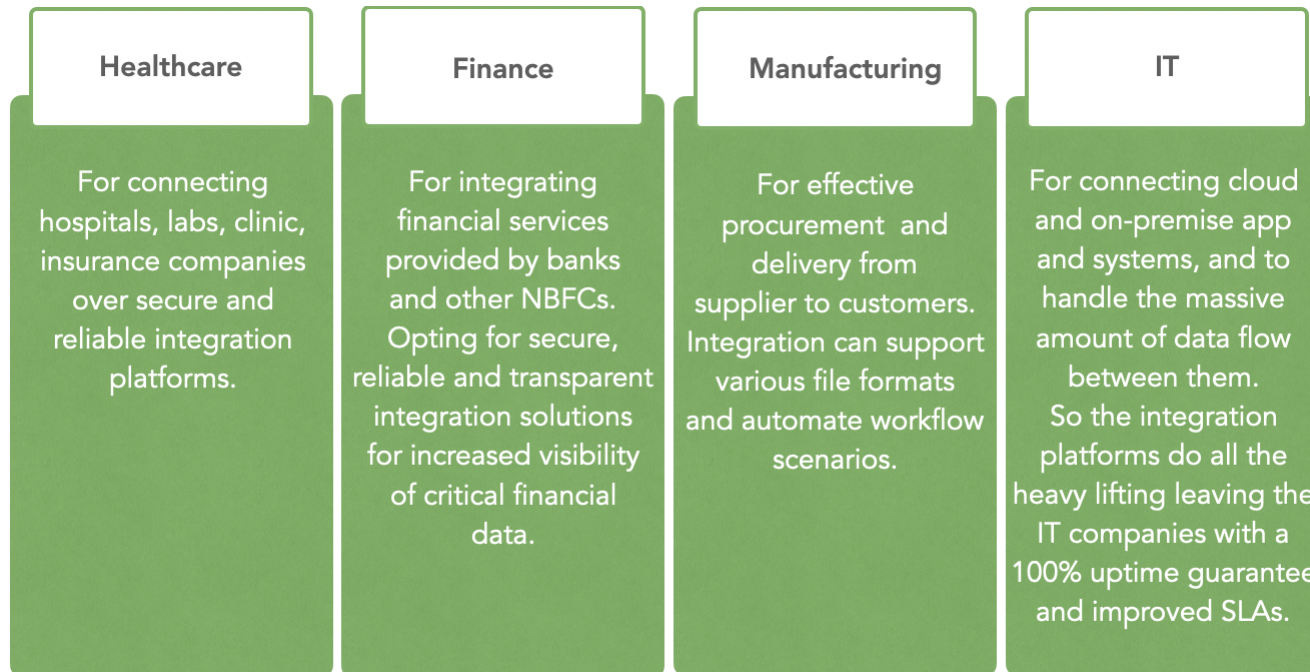 Healthcare
For connecting
hospitals, labs, clinic,
insurance companies
over secure and
reliable integration
platforms.
Finance
For integrating
financial services
provided by banks
and other NBFCs.
Opting for secure,
reliable and transparent
integration solutions
for increased visibility
of critical financial
data.
Manufacturing
For effective
procurement and
delivery from
supplier to customers.
Integration can support
various file formats
and automate workflow
scenarios.
IT
For connecting cloud
and on-premise app
and systems, and to
handle the massive
amount of data flow
between them.
So the integration
platforms do all the
heavy lifting leaving the
IT companies with a
100% uptime guarantee
and improved SLAs.